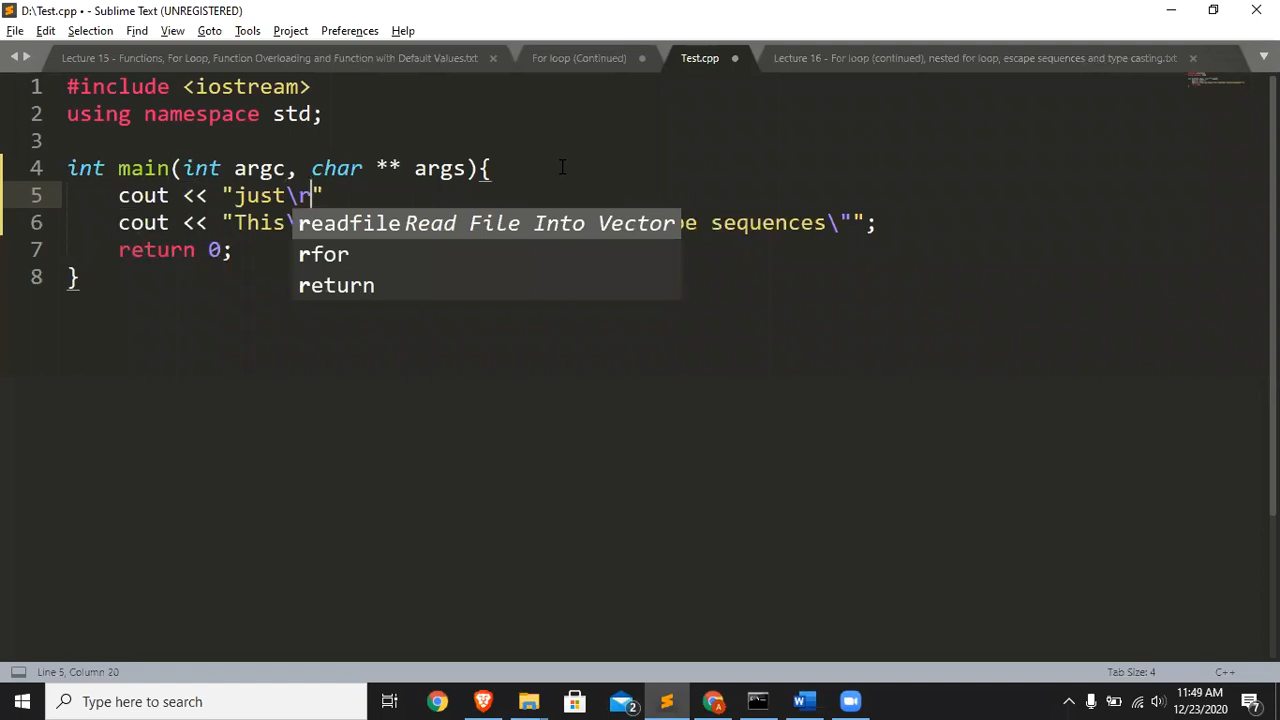 D:\Test.cpp • - Sublime Text (UNREGISTERED)
File Edit Selection Find View Goto Tools Project Preferences Help
Lecture 15 - Functions, For Loop, Function Overloading and Function with Default Values.txt For loop (Continued) Test.cpp Lecture 16 - For loop (continued), nested for loop, escape sequences and type casting.txt
1 #include <iostream>
2 using namespace std;
3
4 int main(int argc, char ** args){
5 cout << "just\r"
6 cout << "This\ pe sequences\"";
readfile Read File Into Vector
7 return 0;
rfor
8 }
return
Line 5, Column 20 Tab Size: 4 C++
Type here to search 2 W 11:49 AM
12/23/2020 7